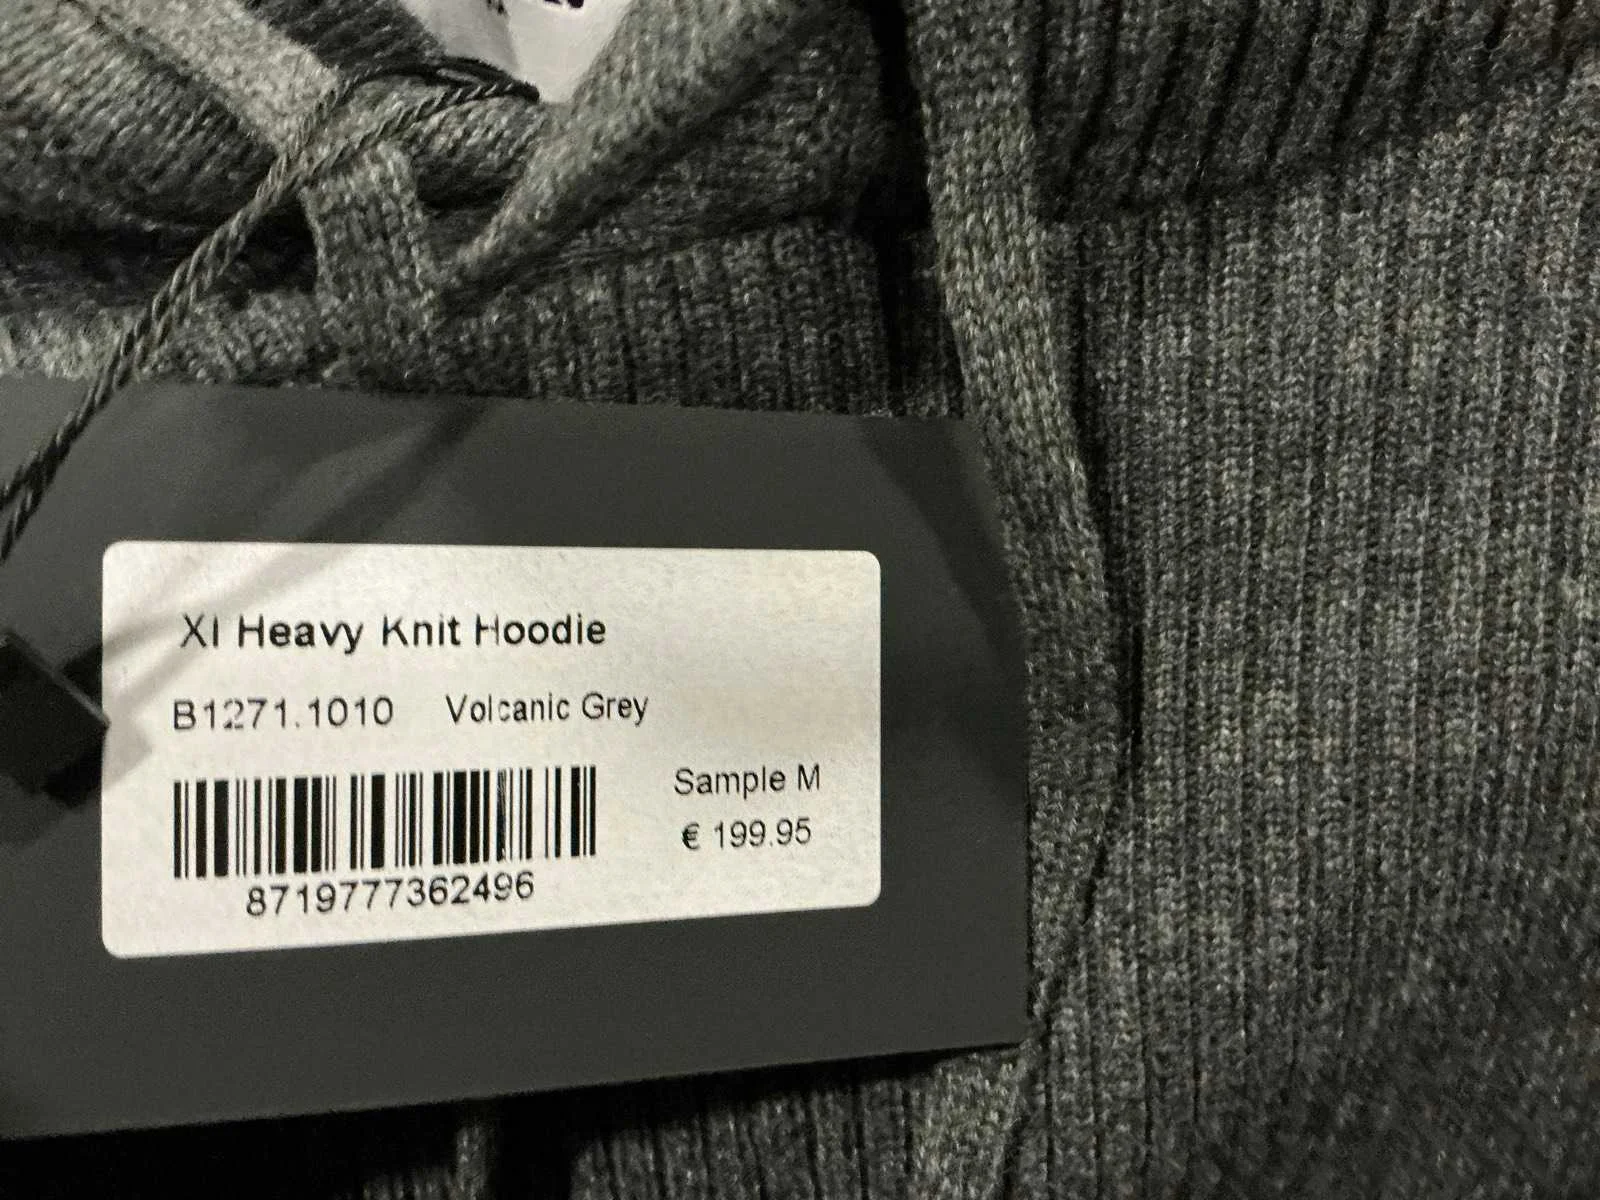 XI Heavy Knit Hoodie
B1271.1010 Volcanic Grey
Sample M
€ 199.95
8719777362496